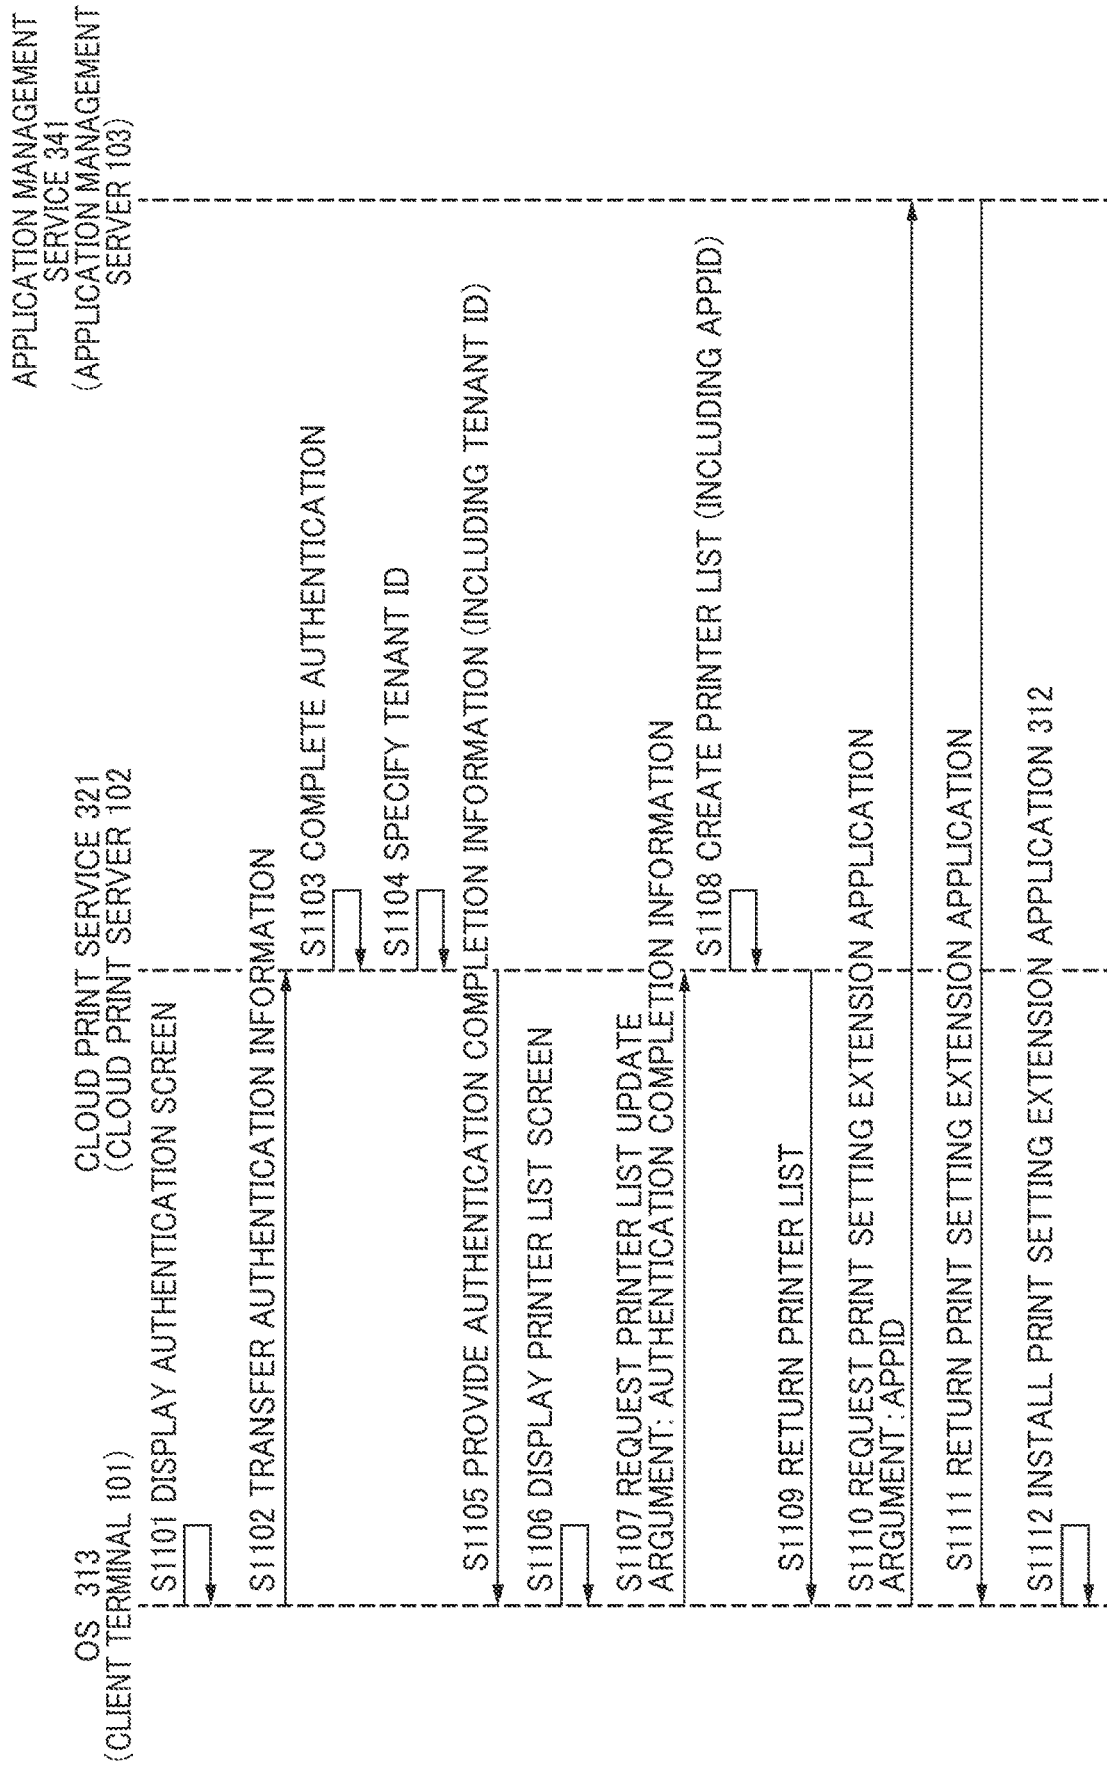 OS 313
(CLIENT TERMINAL 101)
CLOUD PRINT SERVICE 321
(CLOUD PRINT SERVER 102
APPLICATION MANAGEMENT
SERVICE 341
(APPLICATION MANAGEMENT
SERVER 103)
S1101 DISPLAY AUTHENTICATION SCREEN
S1102 TRANSFER AUTHENTICATION INFORMATION
S1103 COMPLETE AUTHENTICATION
S1104 SPECIFY TENANT ID
S1105 PROVIDE AUTHENTICATION COMPLETION INFORMATION (INCLUDING TENANT ID)
S1106 DISPLAY PRINTER LIST SCREEN
S1107 REQUEST PRINTER LIST UPDATE
ARGUMENT: AUTHENTICATION COMPLETION INFORMATION
S1108 CREATE PRINTER LIST (INCLUDING APPID)
S1109 RETURN PRINTER LIST
S1110 REQUEST PRINT SETTING EXTENSION APPLICATION
ARGUMENT: APPID
S1111 RETURN PRINT SETTING EXTENSION APPLICATION
S1112 INSTALL PRINT SETTING EXTENSION APPLICATION 312